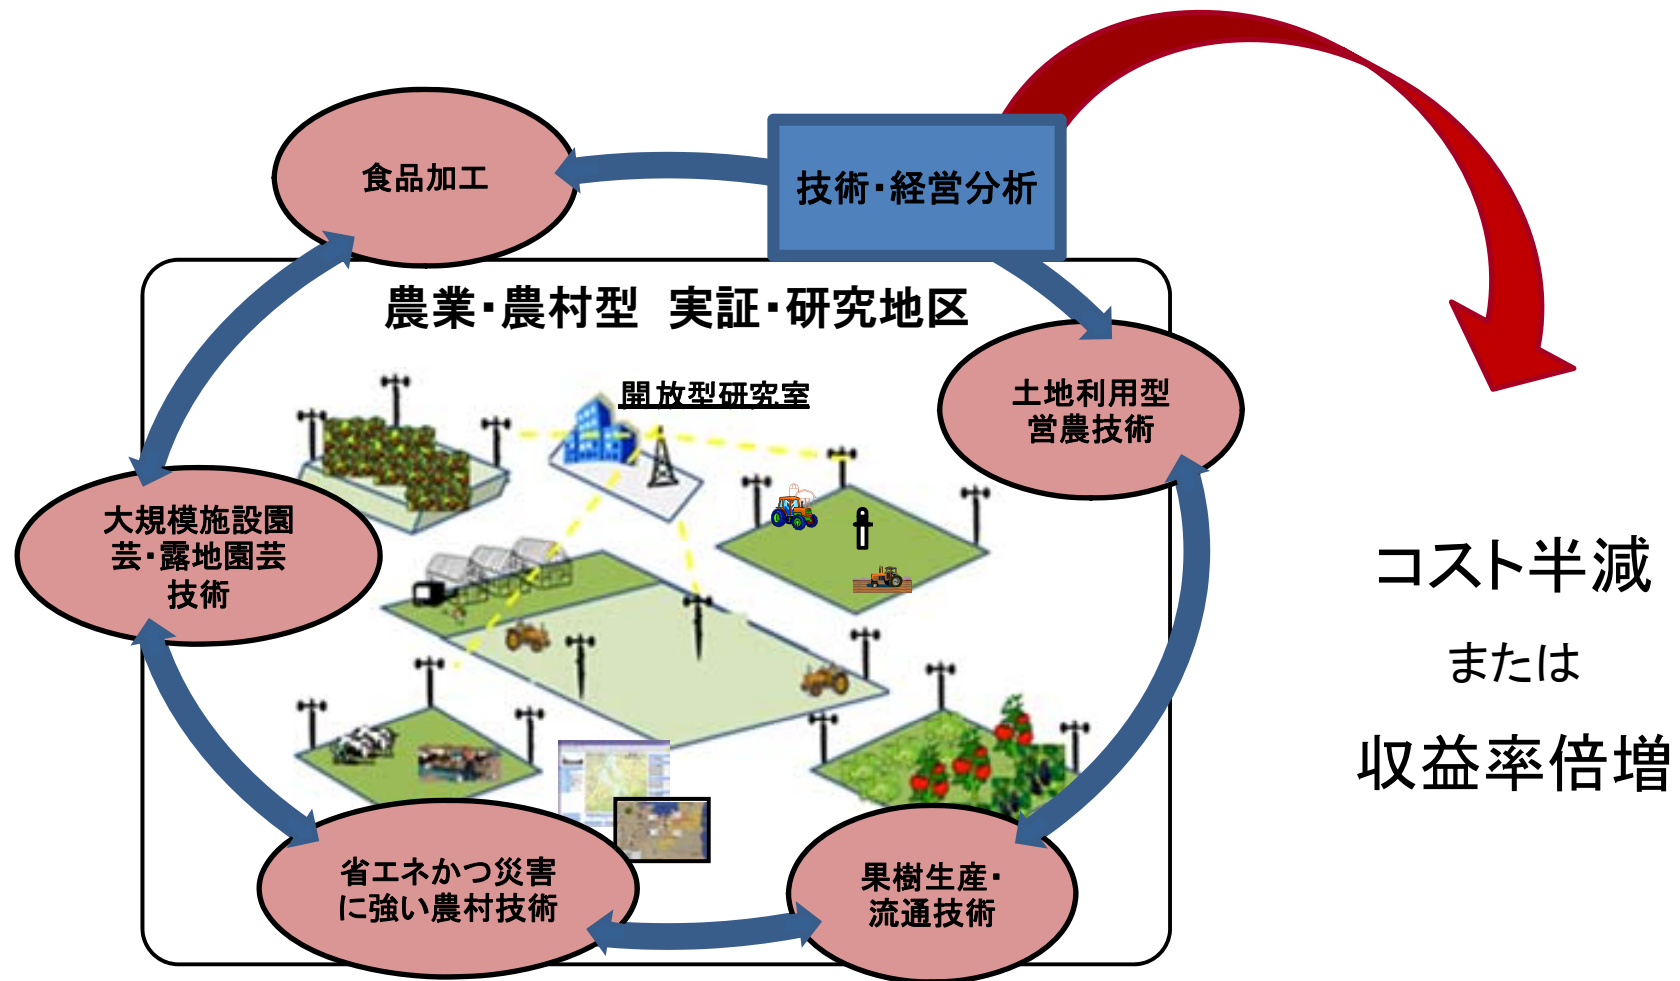 食品加工
技術・経営分析
農業・農村型 実証・研究地区
開放型研究室
土地利用型
営農技術
大規模施設園
芸・露地園芸
技術
コスト半減
または
収益率倍増
省エネかつ災害
に強い農村技術
果樹生産・
流通技術